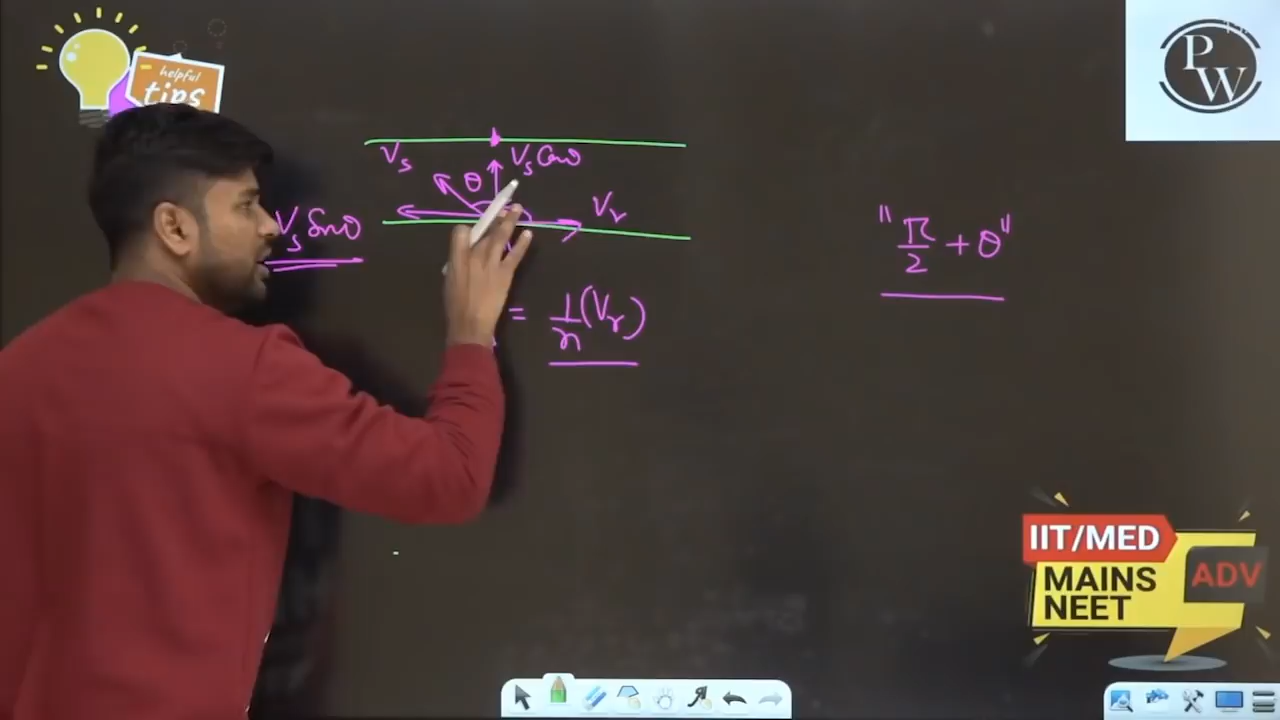 helpful
tips
PW
Vs θ Vs Cosθ
Vs Sinθ
Vr
= 1/n (Vr)
"π/2 + θ"
IIT/MED
MAINS
NEET
ADV